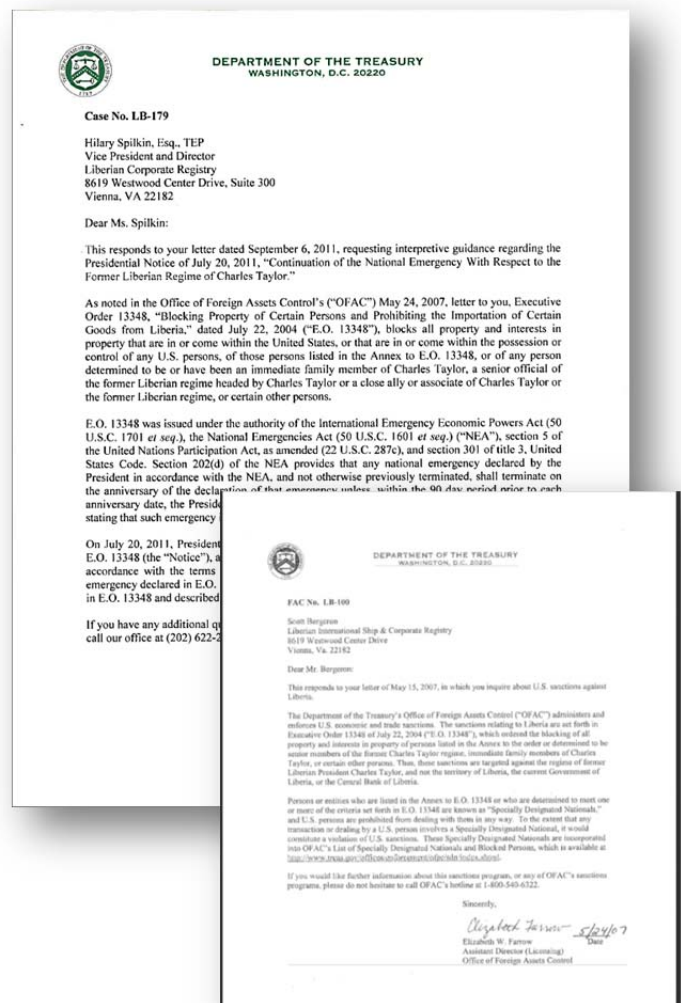 DEPARTMENT OF THE TREASURY
WASHINGTON, D.C. 20220
Case No. LB-179
Hilary Spilkin, Esq., TEP
Vice President and Director
Liberian Corporate Registry
8619 Westwood Center Drive, Suite 300
Vienna, VA 22182
Dear Ms. Spilkin:
This responds to your letter dated September 6, 2011, requesting interpretive guidance regarding the
Presidential Notice of July 20, 2011, “Continuation of the National Emergency With Respect to the
Former Liberian Regime of Charles Taylor.”
As noted in the Office of Foreign Assets Control’s (“OFAC”) May 24, 2007, letter to you, Executive
Order 13348, “Blocking Property of Certain Persons and Prohibiting the Importation of Certain
Goods from Liberia,” dated July 22, 2004 (“E.O. 13348”), blocks all property and interests in
property that are in or come within the United States, or that are in or come within the possession or
control of any U.S. persons, of those persons listed in the Annex to E.O. 13348, or of any person
determined to be or have been an immediate family member of Charles Taylor, a senior official of
the former Liberian regime headed by Charles Taylor or a close ally or associate of Charles Taylor or
the former Liberian regime, or certain other persons.
E.O. 13348 was issued under the authority of the International Emergency Economic Powers Act (50
U.S.C. 1701 et seq.), the National Emergencies Act (50 U.S.C. 1601 et seq.) (“NEA”), section 5 of
the United Nations Participation Act, as amended (22 U.S.C. 287c), and section 301 of title 3, United
States Code. Section 202(d) of the NEA provides that any national emergency declared by the
President in accordance with the NEA, and not otherwise previously terminated, shall terminate on
the anniversary of the declaration of that emergency unless, within the 90 day period prior to each
anniversary date, the Preside
stating that such emergency
On July 20, 2011, President
E.O. 13348 (the “Notice”), a
accordance with the terms
emergency declared in E.O.
in E.O. 13348 and described
If you have any additional q
call our office at (202) 622-2
DEPARTMENT OF THE TREASURY
WASHINGTON, D.C. 20220
FAC No. LB-100
Scott Bergeron
Liberian International Ship & Corporate Registry
8619 Westwood Center Drive
Vienna, Va. 22182
Dear Mr. Bergeron:
This responds to your letter of May 15, 2007, in which you inquire about U.S. sanctions against
Liberia.
The Department of the Treasury’s Office of Foreign Assets Control (“OFAC”) administers and
enforces U.S. economic and trade sanctions. The sanctions relating to Liberia are set forth in
Executive Order 13348 of July 22, 2004 (“E.O. 13348”), which ordered the blocking of all
property and interests in property of persons listed in the Annex to the order or determined to be
senior members of the former Charles Taylor regime, immediate family members of Charles
Taylor, or certain other persons. Thus, these sanctions are targeted against the regime of former
Liberian President Charles Taylor, and not the territory of Liberia, the current Government of
Liberia, or the Central Bank of Liberia.
Persons or entities who are listed in the Annex to E.O. 13348 or who are determined to meet one
or more of the criteria set forth in E.O. 13348 are known as “Specially Designated Nationals,”
and U.S. persons are prohibited from dealing with them in any way. To the extent that any
transaction or dealing by a U.S. person involves a Specially Designated National, it would
constitute a violation of U.S. sanctions. These Specially Designated Nationals are incorporated
into OFAC’s List of Specially Designated Nationals and Blocked Persons, which is available at
If you would like further information about this sanctions program, or any of OFAC’s sanctions
programs, please do not hesitate to call OFAC’s hotline at 1-800-540-6322.
Sincerely,
Elizabeth Farrow 5/24/07
Elizabeth W. Farrow Date
Assistant Director (Licensing)
Office of Foreign Assets Control